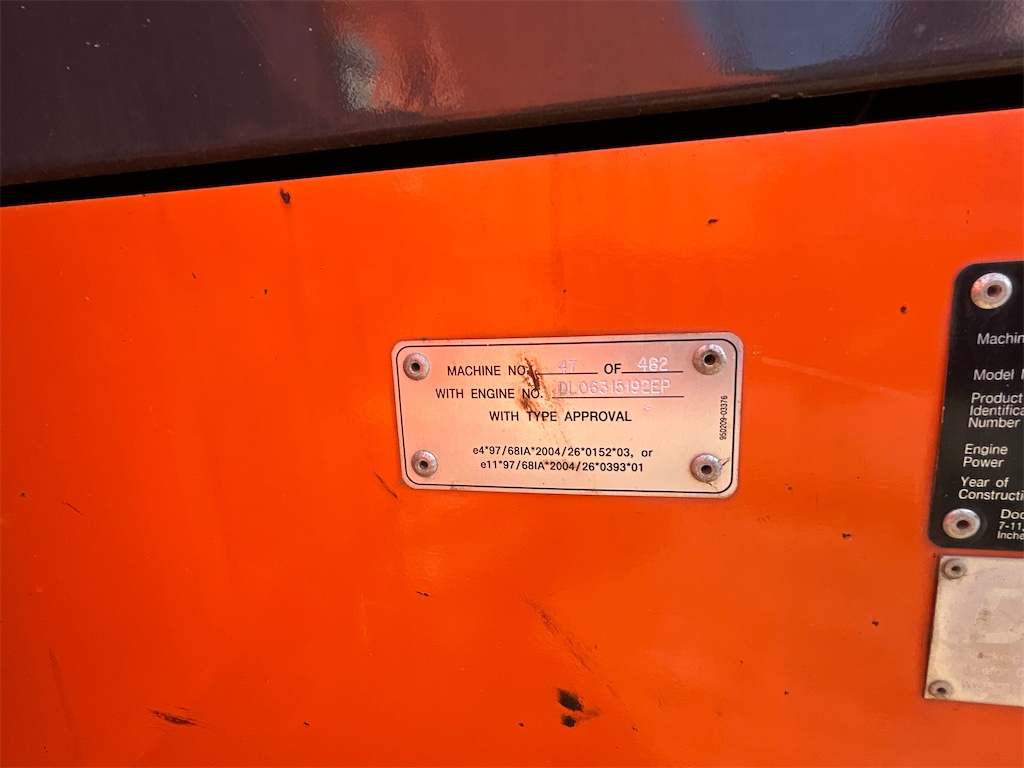 MACHINE NO. 47 OF 462
WITH ENGINE NO. DL06315192EP
WITH TYPE APPROVAL
e4*97/68IA*2004/26*0152*03, or
e11*97/68IA*2004/26*0393*01
950209-03376
Machin
Model
Product
Identifica
Number
Engine
Power
Year of
Constructi
Doo
7-11,
Inche